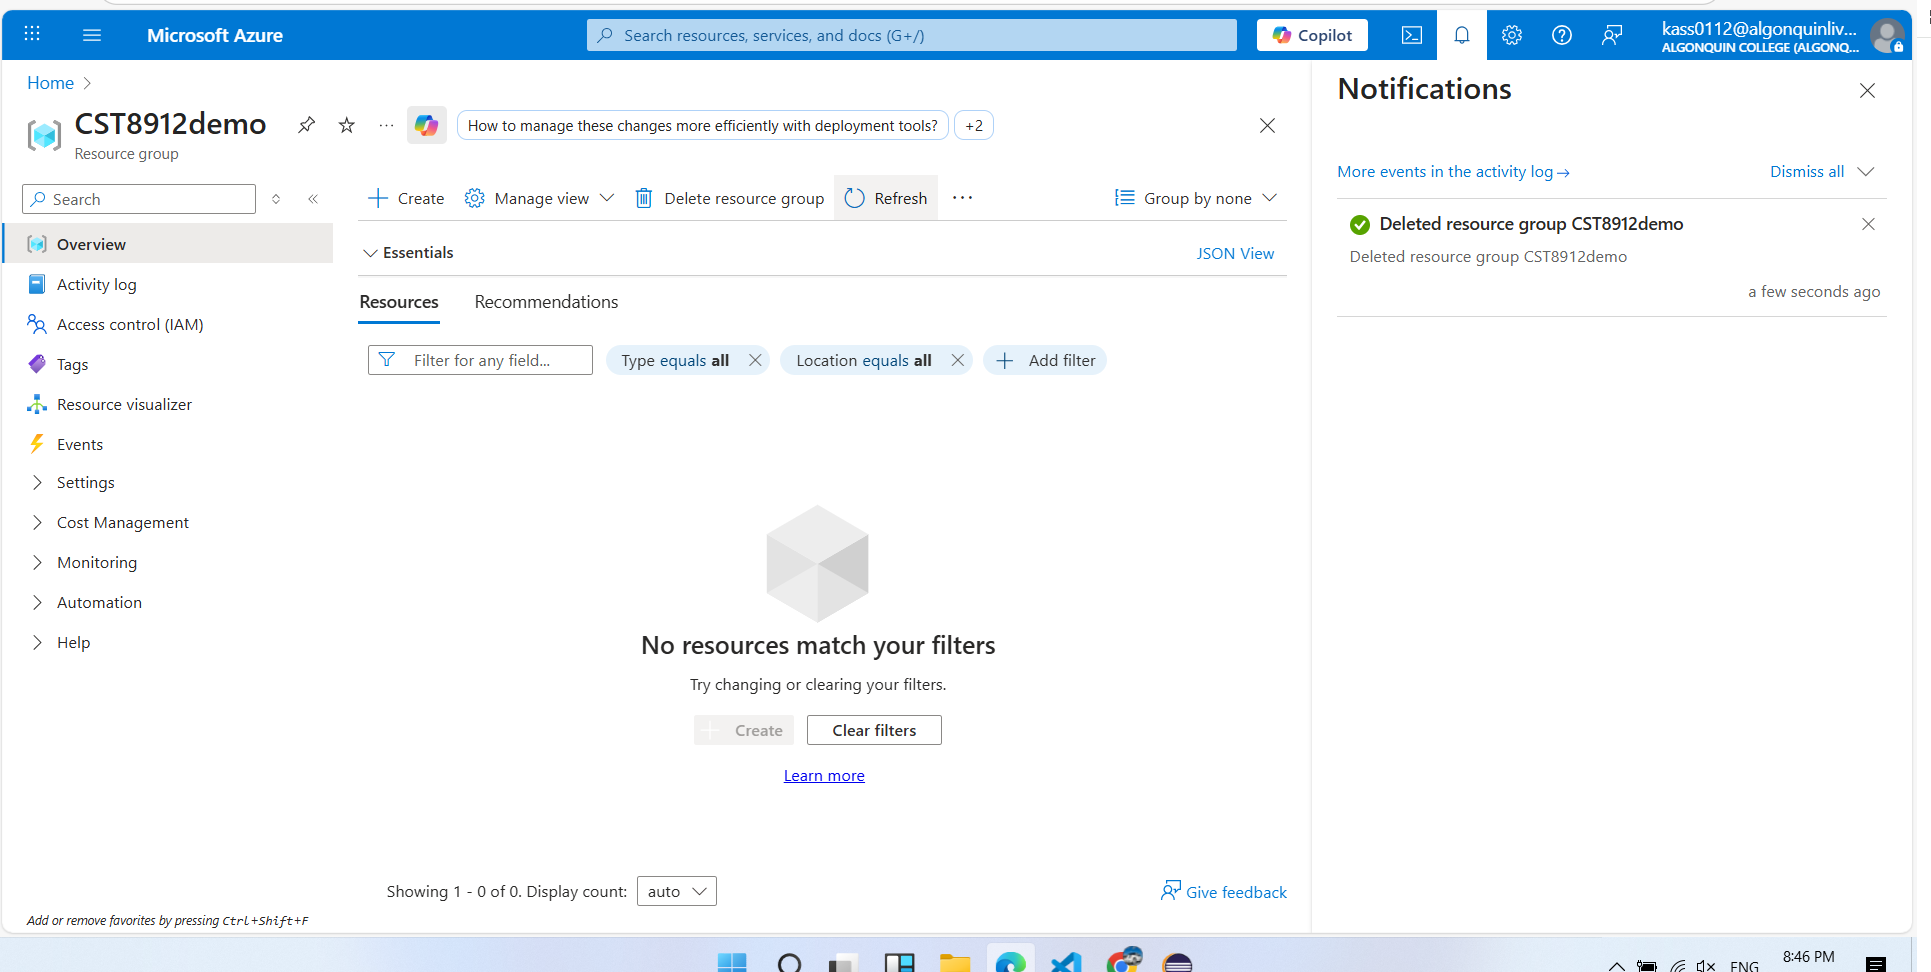 Microsoft Azure
Search resources, services, and docs (G+/)
Copilot
kass0112@algonquinliv...
ALGONQUIN COLLEGE (ALGONQ...
Home
CST8912demo
Resource group
How to manage these changes more efficiently with deployment tools?
+2
Search
Overview
Activity log
Access control (IAM)
Tags
Resource visualizer
Events
Settings
Cost Management
Monitoring
Automation
Help
Add or remove favorites by pressing Ctrl+Shift+F
Create
Manage view
Delete resource group
Refresh
Group by none
Essentials
JSON View
Resources
Recommendations
Filter for any field...
Type equals all
Location equals all
Add filter
No resources match your filters
Try changing or clearing your filters.
Create
Clear filters
Learn more
Showing 1 - 0 of 0. Display count:
auto
Give feedback
Notifications
More events in the activity log→
Dismiss all
Deleted resource group CST8912demo
Deleted resource group CST8912demo
a few seconds ago
ENG
8:46 PM